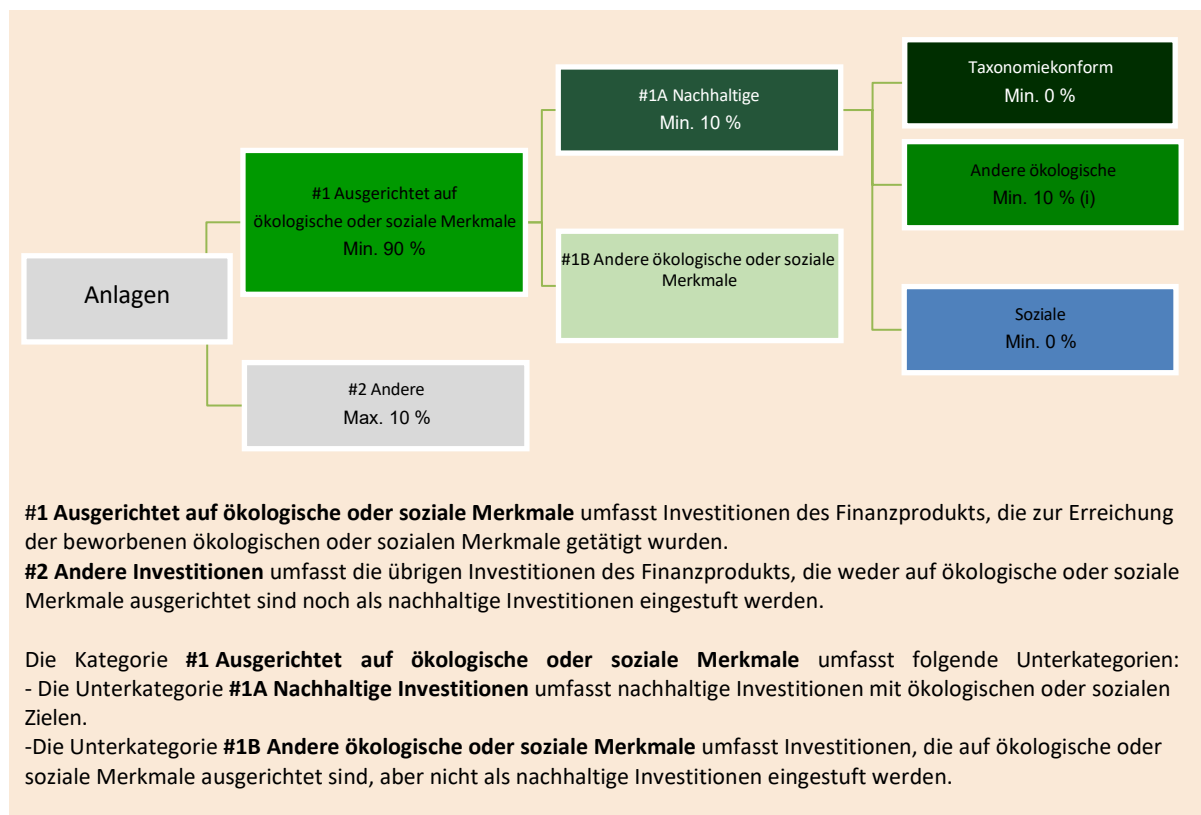 Anlagen
#1 Ausgerichtet auf
ökologische oder soziale Merkmale
Min. 90 %
#2 Andere
Max. 10 %
#1A Nachhaltige
Min. 10 %
#1B Andere ökologische oder soziale
Merkmale
Taxonomiekonform
Min. 0 %
Andere ökologische
Min. 10 % (i)
Soziale
Min. 0 %
#1 Ausgerichtet auf ökologische oder soziale Merkmale umfasst Investitionen des Finanzprodukts, die zur Erreichung
der beworbenen ökologischen oder sozialen Merkmale getätigt wurden.
#2 Andere Investitionen umfasst die übrigen Investitionen des Finanzprodukts, die weder auf ökologische oder soziale
Merkmale ausgerichtet sind noch als nachhaltige Investitionen eingestuft werden.
Die Kategorie #1 Ausgerichtet auf ökologische oder soziale Merkmale umfasst folgende Unterkategorien:
- Die Unterkategorie #1A Nachhaltige Investitionen umfasst nachhaltige Investitionen mit ökologischen oder sozialen
Zielen.
-Die Unterkategorie #1B Andere ökologische oder soziale Merkmale umfasst Investitionen, die auf ökologische oder
soziale Merkmale ausgerichtet sind, aber nicht als nachhaltige Investitionen eingestuft werden.